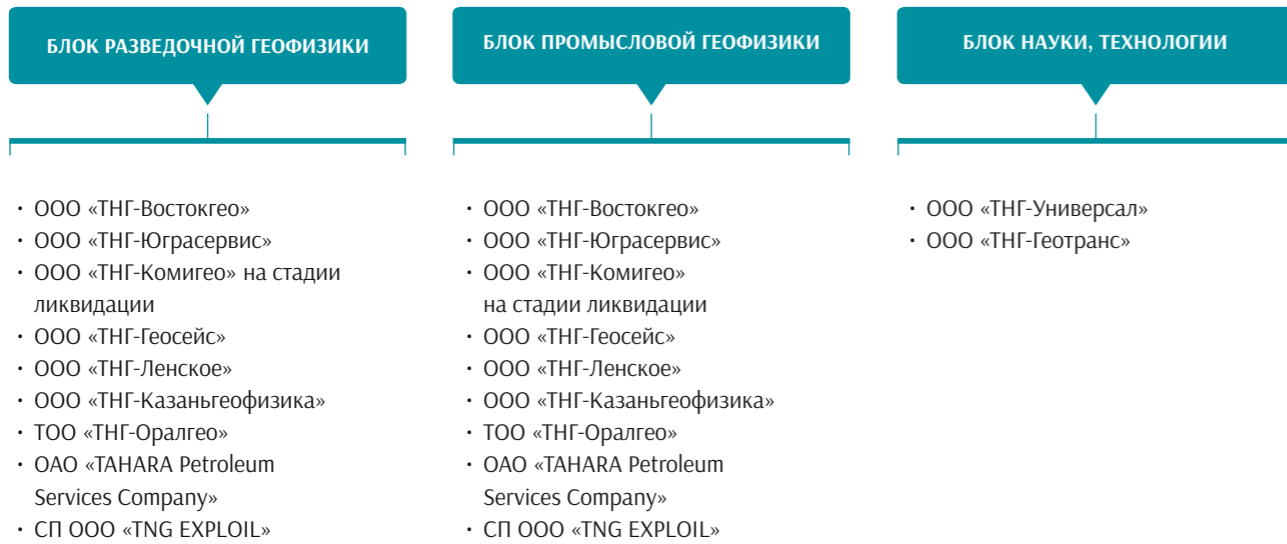 БЛОК РАЗВЕДОЧНОЙ ГЕОФИЗИКИ
· ООО «ТНГ-Востокгео»
· ООО «ТНГ-Юграсервис»
· ООО «ТНГ-Комигео» на стадии
ликвидации
· ООО «ТНГ-Геосейс»
· ООО «ТНГ-Ленское»
· ООО «ТНГ-Казаньгеофизика»
· ТОО «ТНГ-Оралгео»
· ОАО «TAHARA Petroleum
Services Company»
· СП ООО «TNG EXPLOIL»
БЛОК ПРОМЫСЛОВОЙ ГЕОФИЗИКИ
· ООО «ТНГ-Востокгео»
· ООО «ТНГ-Юграсервис»
· ООО «ТНГ-Комигео»
на стадии ликвидации
· ООО «ТНГ-Геосейс»
· ООО «ТНГ-Ленское»
· ООО «ТНГ-Казаньгеофизика»
· ТОО «ТНГ-Оралгео»
· ОАО «TAHARA Petroleum
Services Company»
· СП ООО «TNG EXPLOIL»
БЛОК НАУКИ, ТЕХНОЛОГИИ
· ООО «ТНГ-Универсал»
· ООО «ТНГ-Геотранс»